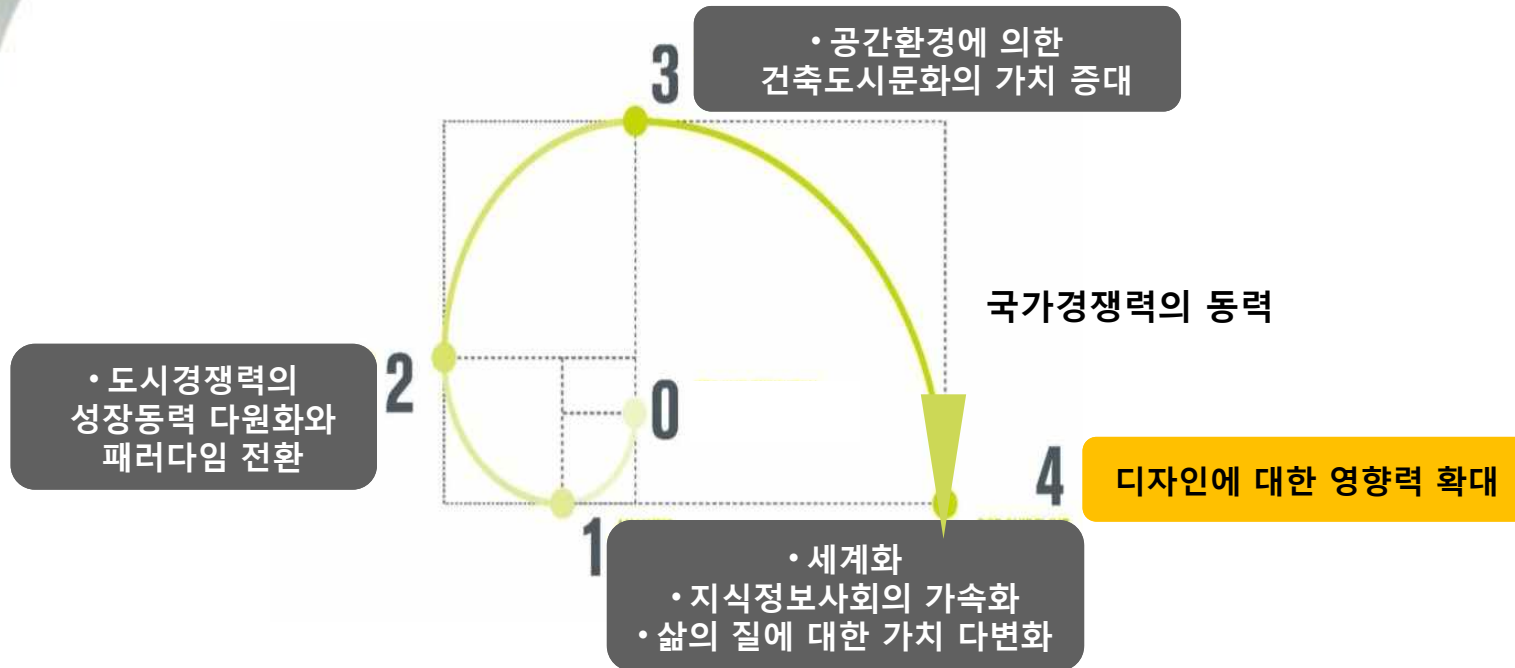 3
• 공간환경에 의한
건축도시문화의 가치 증대
국가경쟁력의 동력
2
• 도시경쟁력의
성장동력 다원화와
패러다임 전환
0
4
디자인에 대한 영향력 확대
1
• 세계화
• 지식정보사회의 가속화
• 삶의 질에 대한 가치 다변화